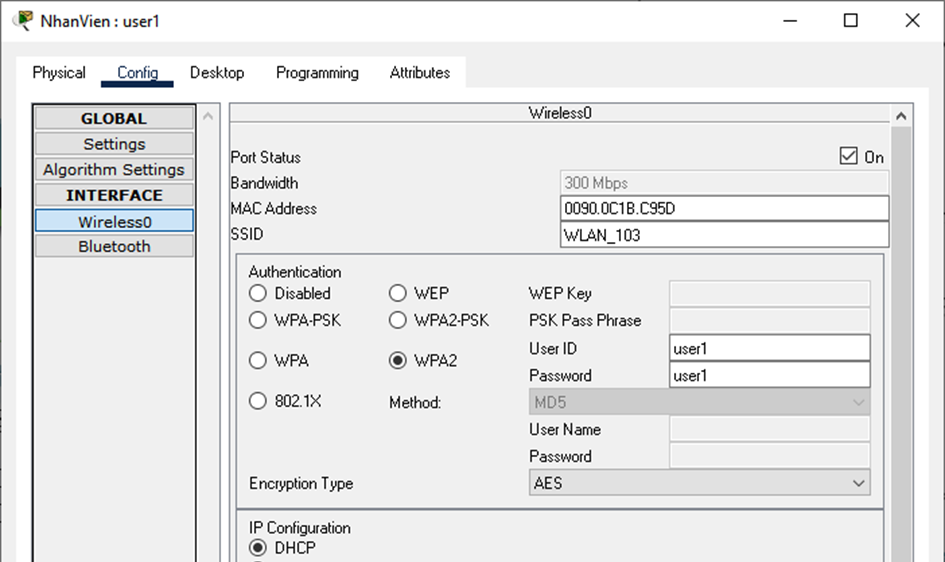 NhanVien : user1
Physical Config Desktop Programming Attributes
GLOBAL
Settings
Algorithm Settings
INTERFACE
Wireless0
Bluetooth
Wireless0
Port Status On
Bandwidth 300 Mbps
MAC Address 0090.0C1B.C95D
SSID WLAN_103
Authentication
Disabled WEP WEP Key
WPA-PSK WPA2-PSK PSK Pass Phrase
User ID user1
WPA WPA2
Password user1
802.1X Method: MD5
User Name
Password
Encryption Type AES
IP Configuration
DHCP